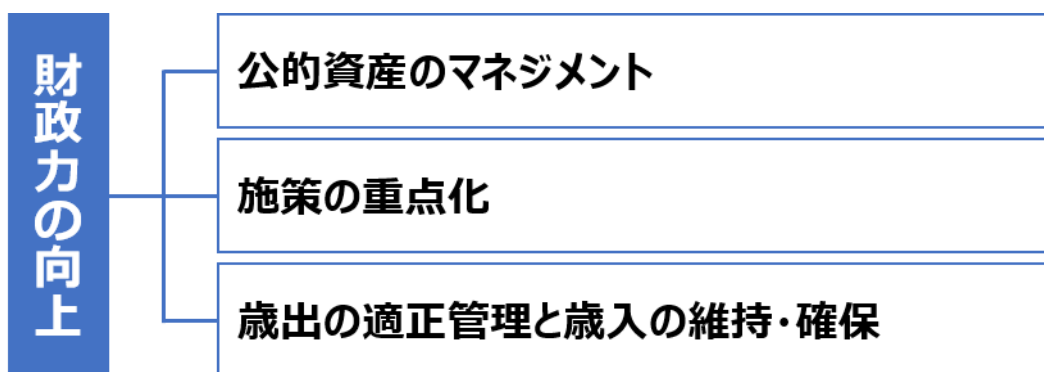 財政力の向上
公的資産のマネジメント
施策の重点化
歳出の適正管理と歳入の維持・確保